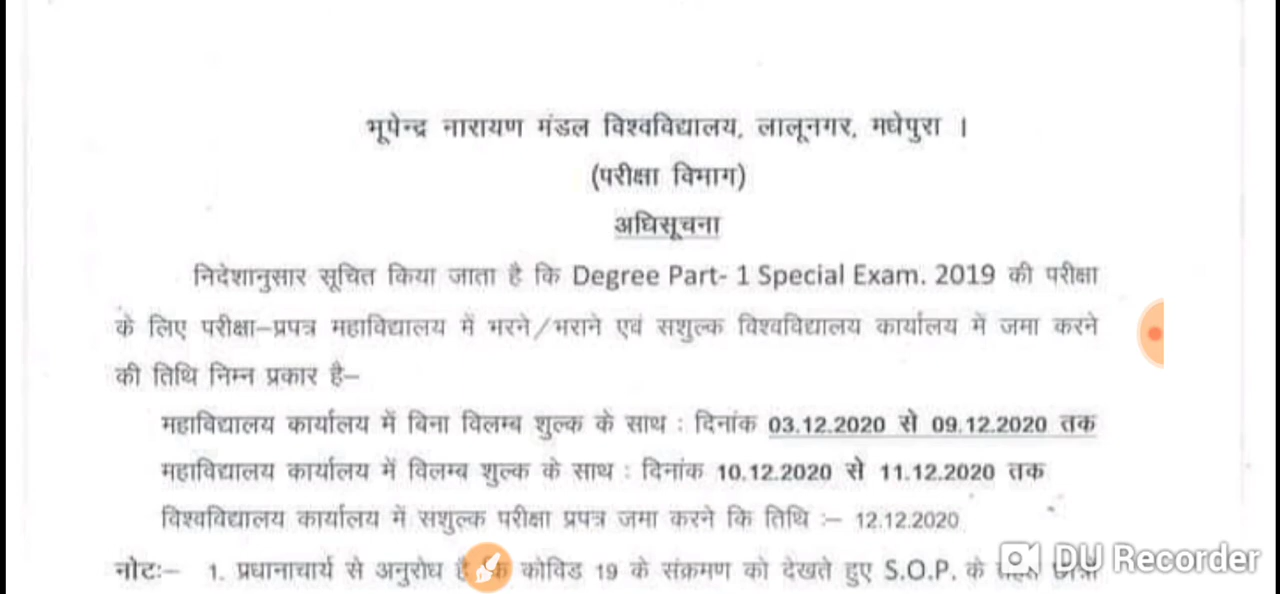 भूपेन्द्र नारायण मंडल विश्वविद्यालय, लालूनगर, मधेपुरा ।
(परीक्षा विभाग)
अधिसूचना
निदेशानुसार सूचित किया जाता है कि Degree Part- 1 Special Exam. 2019 की परीक्षा
के लिए परीक्षा–प्रपत्र महाविद्यालय में भरने/भराने एवं सशुल्क विश्वविद्यालय कार्यालय में जमा करने
की तिथि निम्न प्रकार है–
महाविद्यालय कार्यालय में बिना विलम्ब शुल्क के साथ : दिनांक 03.12.2020 से 09.12.2020 तक
महाविद्यालय कार्यालय में विलम्ब शुल्क के साथ : दिनांक 10.12.2020 से 11.12.2020 तक
विश्वविद्यालय कार्यालय में सशुल्क परीक्षा प्रपत्र जमा करने कि तिथि :– 12.12.2020
नोटः– 1. प्रधानाचार्य से अनुरोध है कोविड 19 के संक्रमण को देखते हुए S.O.P. के
DU Recorder